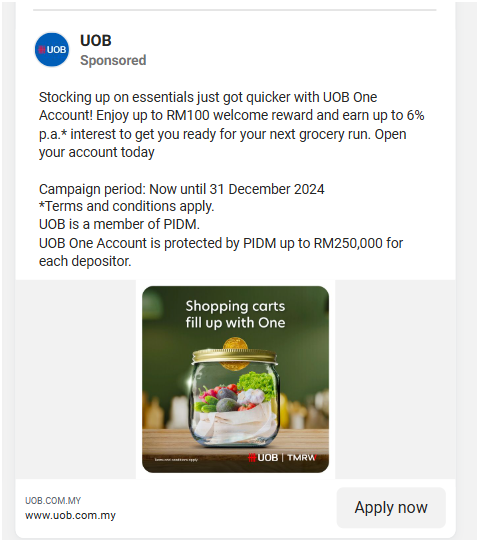 UOB
UOB
Sponsored
Stocking up on essentials just got quicker with UOB One
Account! Enjoy up to RM100 welcome reward and earn up to 6%
p.a.* interest to get you ready for your next grocery run. Open
your account today
Campaign period: Now until 31 December 2024
*Terms and conditions apply.
UOB is a member of PIDM.
UOB One Account is protected by PIDM up to RM250,000 for
each depositor.
Shopping carts
fill up with One
UOB | TMRW
UOB.COM.MY
www.uob.com.my
Apply now